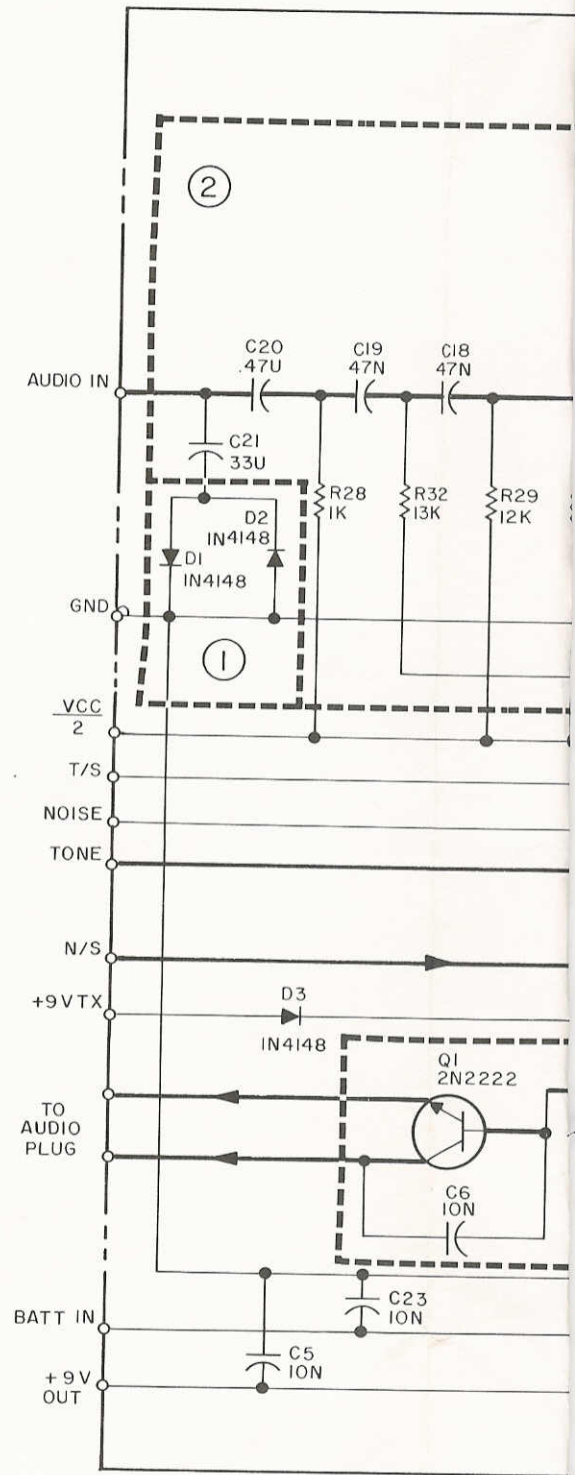 2
C20
.47U
C19
47N
C18
47N
AUDIO IN
C21
33U
R28
1K
R32
13K
R29
12K
D2
1N4148
D1
1N4148
GND
1
VCC
2
T/S
NOISE
TONE
N/S
+9VTX
D3
1N4148
Q1
2N2222
TO
AUDIO
PLUG
C6
10N
C23
10N
BATT IN
C5
10N
+9V
OUT